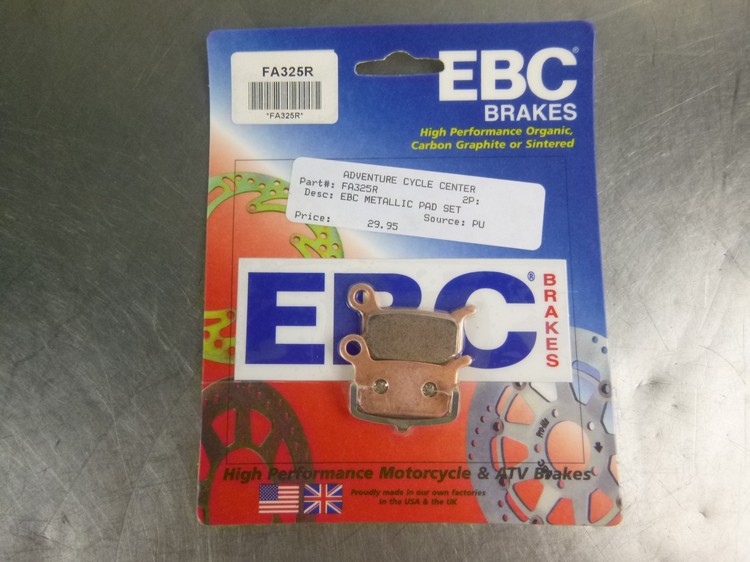 FA325R
*FA325R*
EBC®
BRAKES
High Performance Organic,
Carbon Graphite or Sintered
ADVENTURE CYCLE CENTER
Part#: FA325R 2P:
Desc: EBC METALLIC PAD SET
Price: 29.95 Source: PU
EBC®
BRAKES
High Performance Motorcycle & ATV Brakes
Proudly made in our own factories
in the USA & the UK